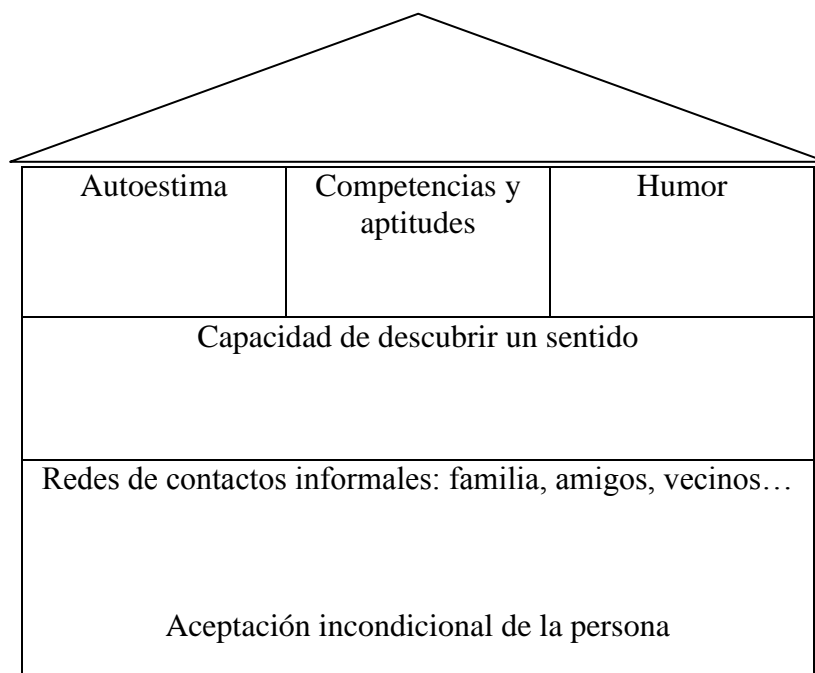 Autoestima
Competencias y
aptitudes
Humor
Capacidad de descubrir un sentido
Redes de contactos informales: familia, amigos, vecinos…
Aceptación incondicional de la persona